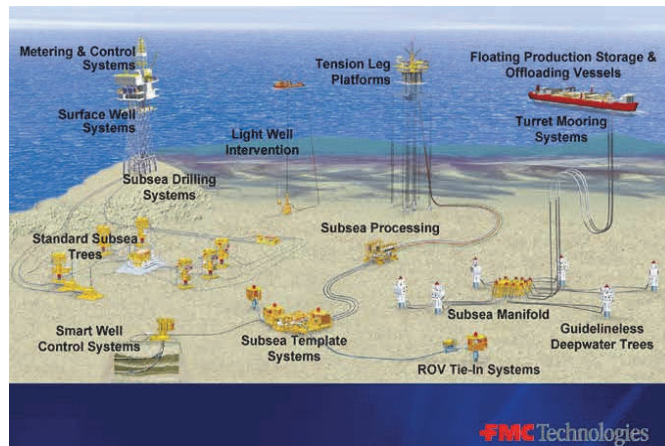 Metering & Control
Systems
Tension Leg
Platforms
Floating Production Storage &
Offloading Vessels
Surface Well
Systems
Turret Mooring
Systems
Light Well
Intervention
Subsea Drilling
Systems
Standard Subsea
Trees
Subsea Processing
Subsea Manifold
Guidelineless
Deepwater Trees
Smart Well
Control Systems
Subsea Template
Systems
ROV Tie-In Systems
FMC Technologies